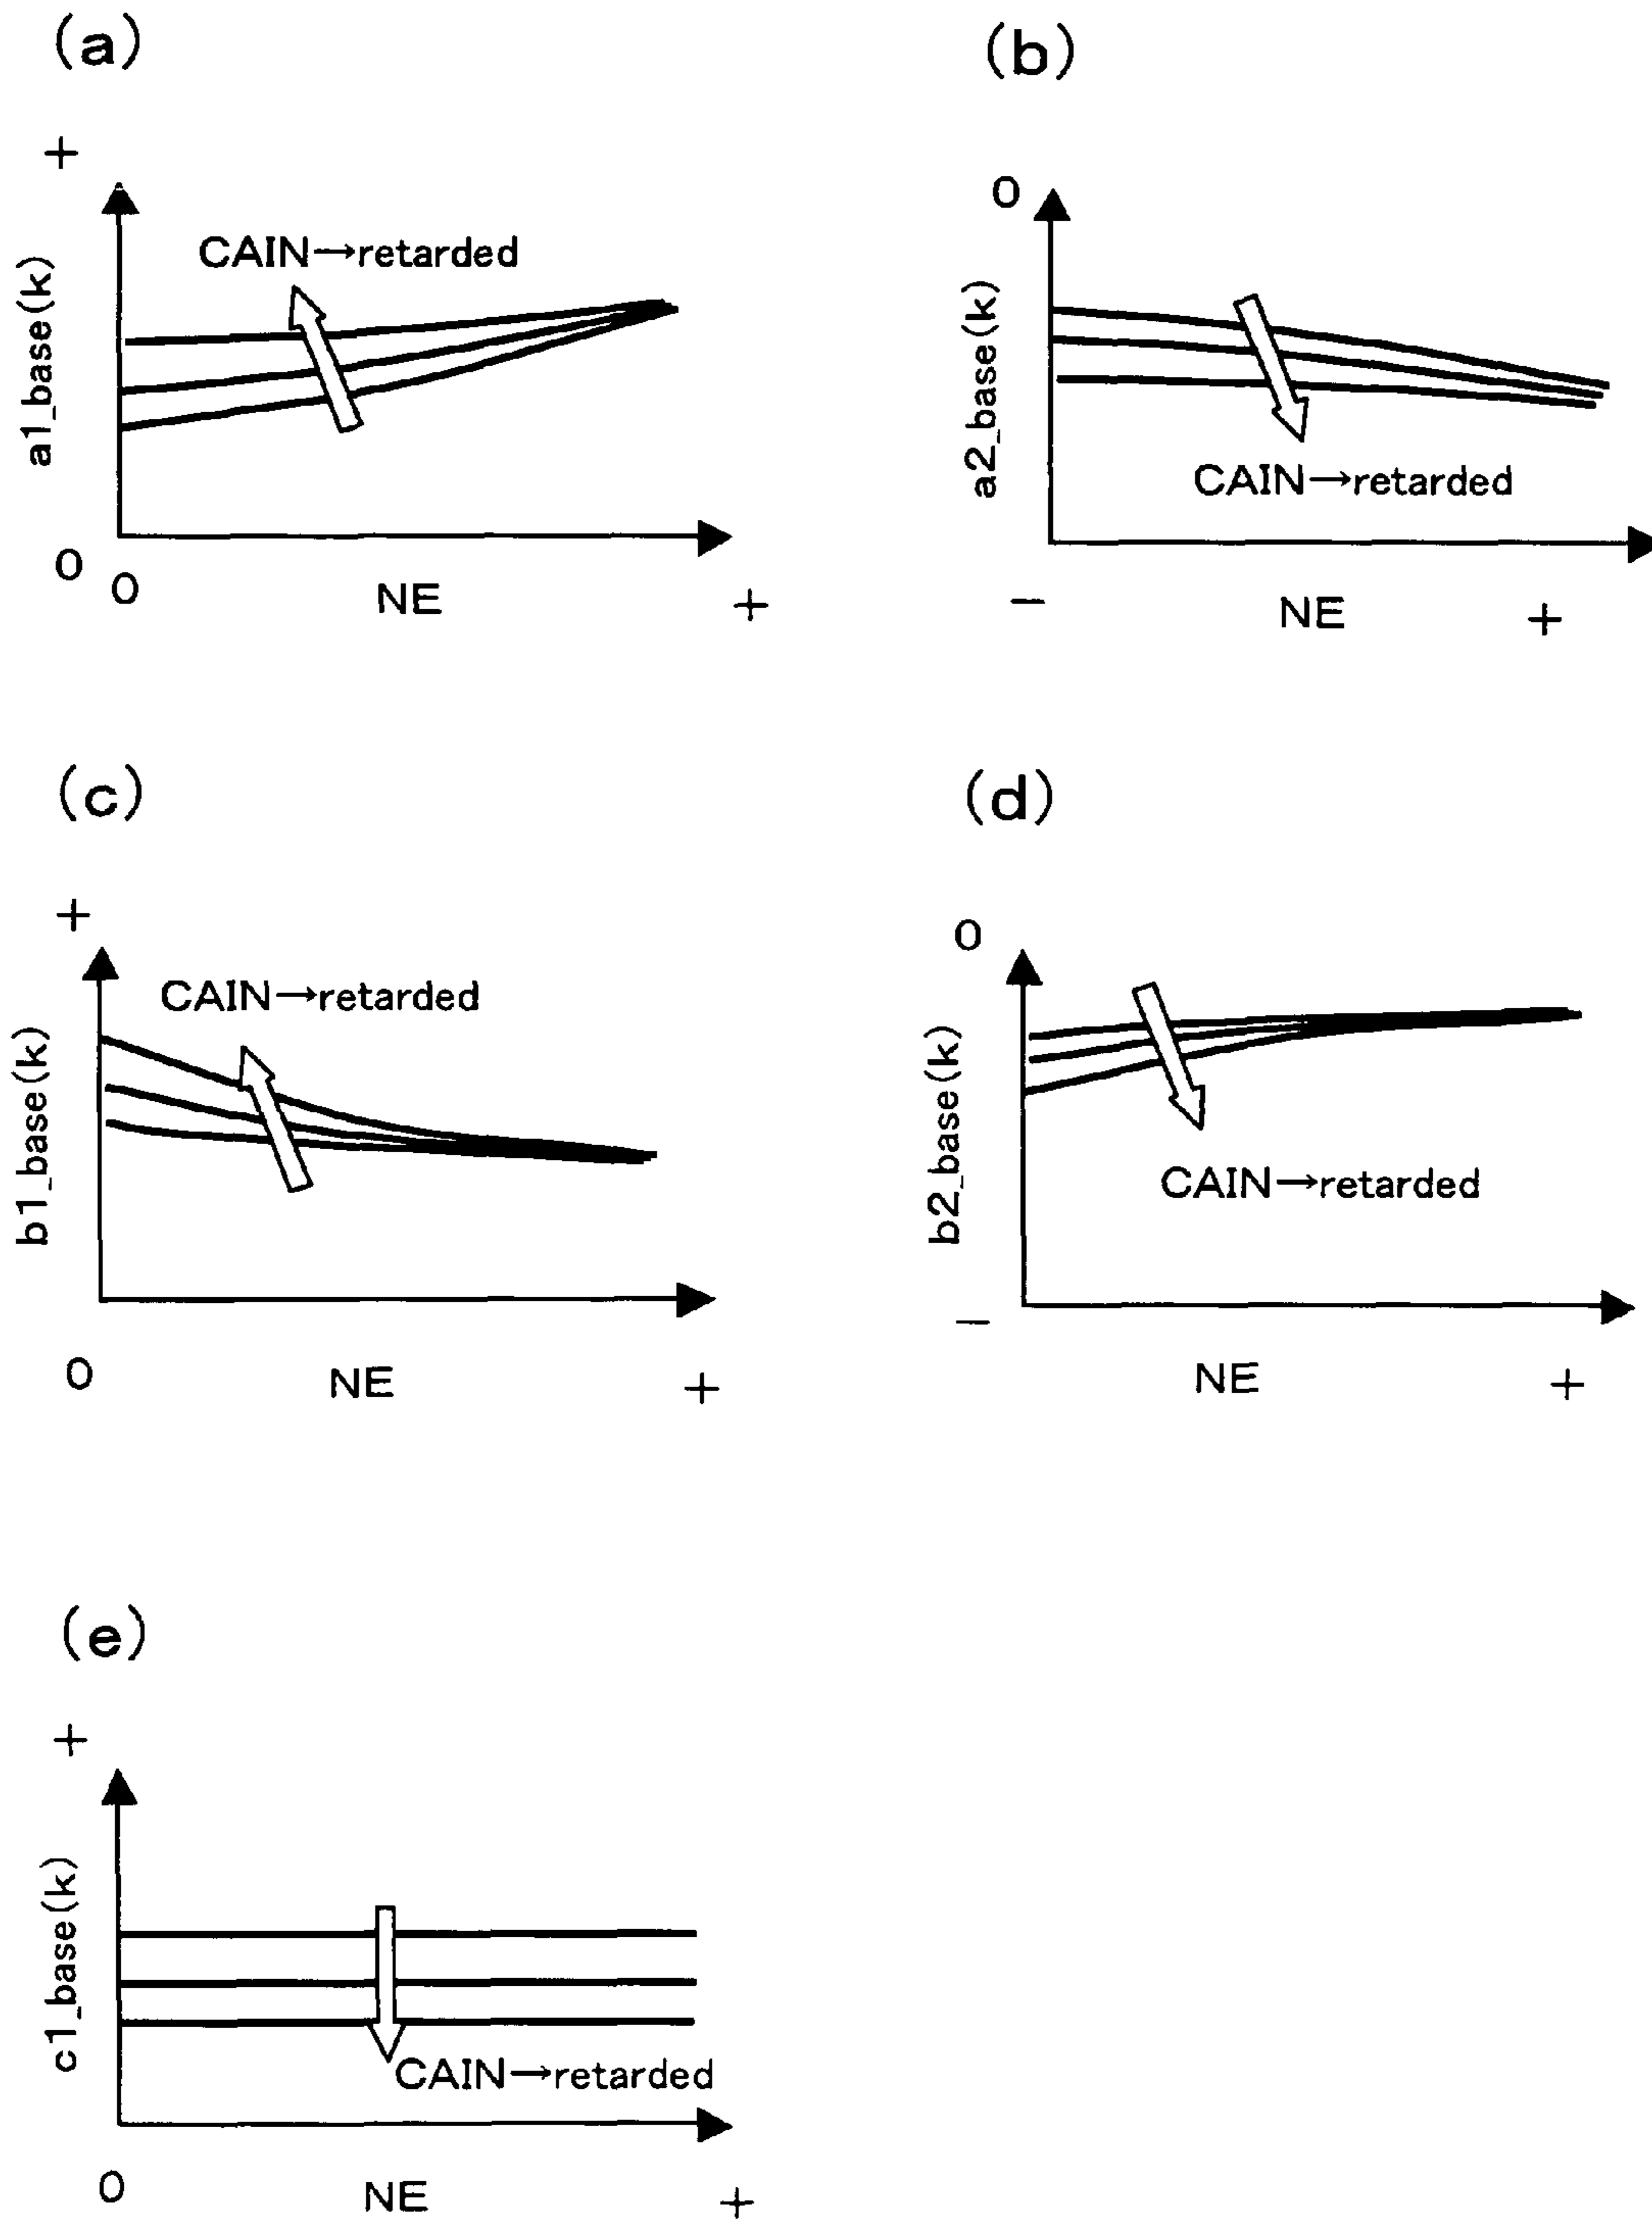 (a)
+
CAIN→retarded
a1_base(k)
0
0
NE
+
(b)
0
a2_base(k)
CAIN→retarded
−
NE
+
(c)
+
CAIN→retarded
b1_base(k)
0
NE
+
(d)
0
b2_base(k)
CAIN→retarded
−
NE
+
(e)
+
c1_base(k)
CAIN→retarded
0
NE
+